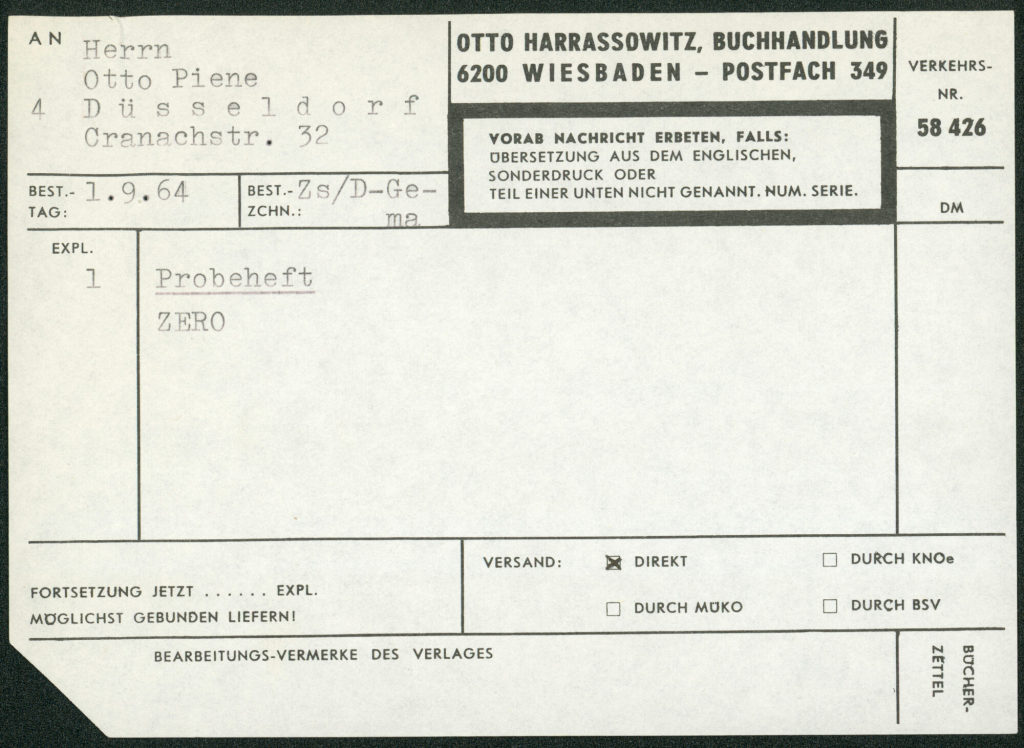 AN
Herrn
Otto Piene
4 Düsseldorf
Cranachstr. 32
OTTO HARRASSOWITZ, BUCHHANDLUNG
6200 WIESBADEN – POSTFACH 349
VERKEHRS-
NR.
58 426
VORAB NACHRICHT ERBETEN, FALLS:
ÜBERSETZUNG AUS DEM ENGLISCHEN,
SONDERDRUCK ODER
TEIL EINER UNTEN NICHT GENANNT. NUM. SERIE.
BEST.- 1.9.64
TAG:
BEST.- Zs/D-Ge-
ZCHN.: ma
DM
EXPL.
1 Probeheft
ZERO
FORTSETZUNG JETZT ...... EXPL.
MÖGLICHST GEBUNDEN LIEFERN!
VERSAND: DIREKT DURCH KNOe
DURCH MÜKO DURCH BSV
BEARBEITUNGS-VERMERKE DES VERLAGES
BÜCHER-
ZETTEL